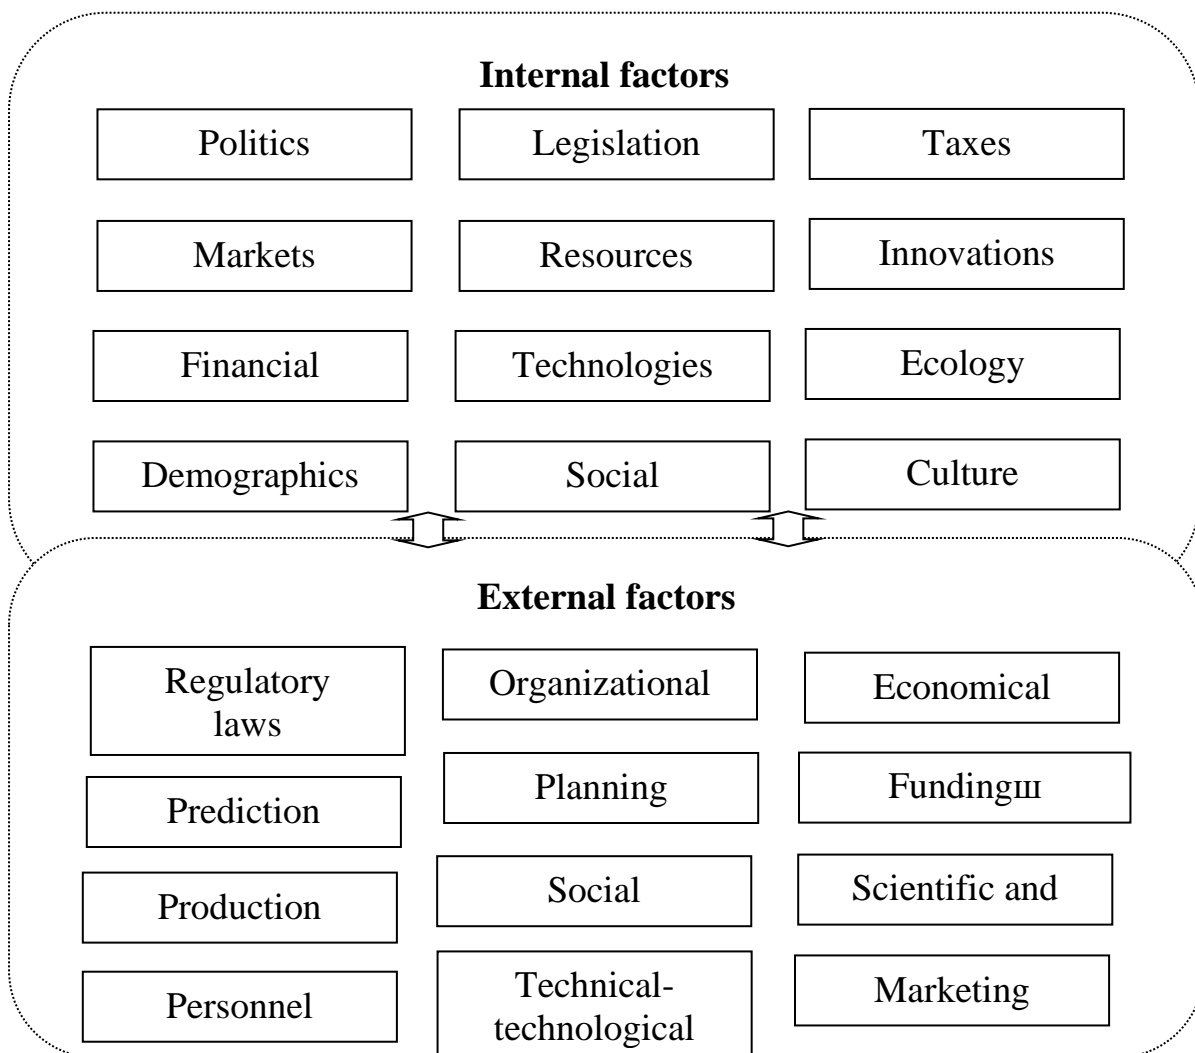 Internal factors
Politics
Legislation
Taxes
Markets
Resources
Innovations
Financial
Technologies
Ecology
Demographics
Social
Culture
External factors
Regulatory
laws
Organizational
Economical
Prediction
Planning
Fundingш
Production
Social
Scientific and
Personnel
Technical-
technological
Marketing